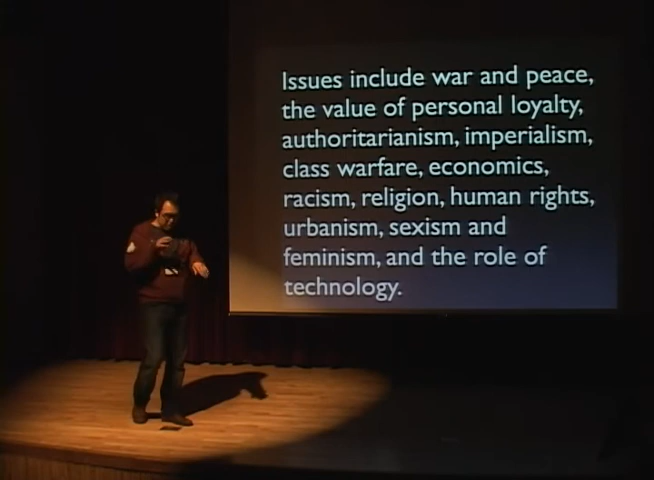 Issues include war and peace,
the value of personal loyalty,
authoritarianism, imperialism,
class warfare, economics,
racism, religion, human rights,
urbanism, sexism and
feminism, and the role of
technology.